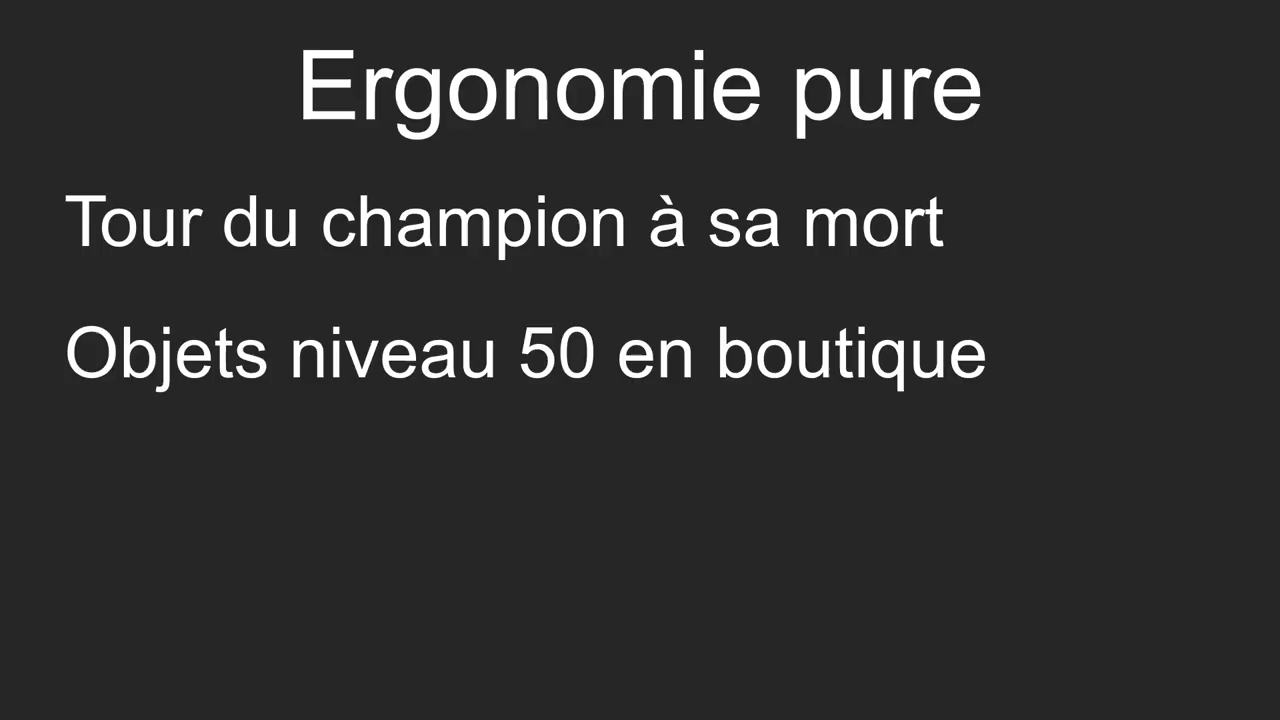 Ergonomie pure
Tour du champion à sa mort
Objets niveau 50 en boutique